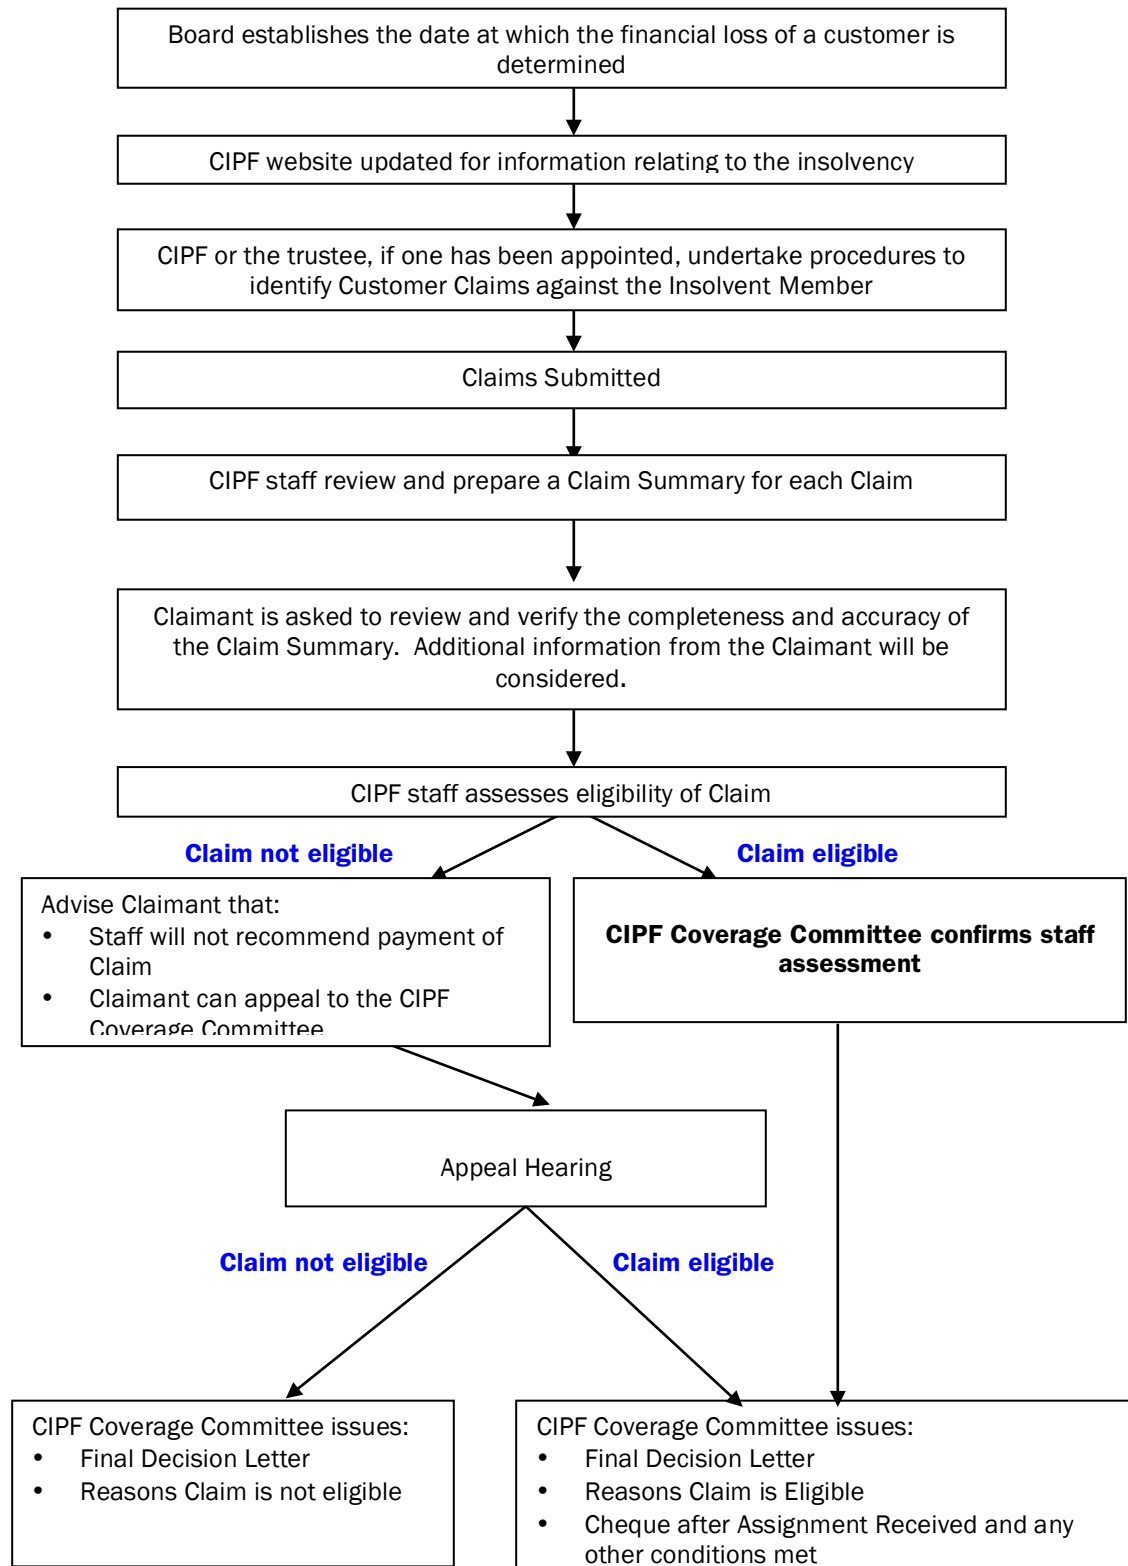 Board establishes the date at which the financial loss of a customer is
determined
CIPF website updated for information relating to the insolvency
CIPF or the trustee, if one has been appointed, undertake procedures to
identify Customer Claims against the Insolvent Member
Claims Submitted
CIPF staff review and prepare a Claim Summary for each Claim
Claimant is asked to review and verify the completeness and accuracy of
the Claim Summary.  Additional information from the Claimant will be
considered.
CIPF staff assesses eligibility of Claim
Claim not eligible
Claim eligible
Advise Claimant that:
• Staff will not recommend payment of
Claim
• Claimant can appeal to the CIPF
Coverage Committee
CIPF Coverage Committee confirms staff
assessment
Appeal Hearing
Claim not eligible
Claim eligible
CIPF Coverage Committee issues:
• Final Decision Letter
• Reasons Claim is not eligible
CIPF Coverage Committee issues:
• Final Decision Letter
• Reasons Claim is Eligible
• Cheque after Assignment Received and any
other conditions met